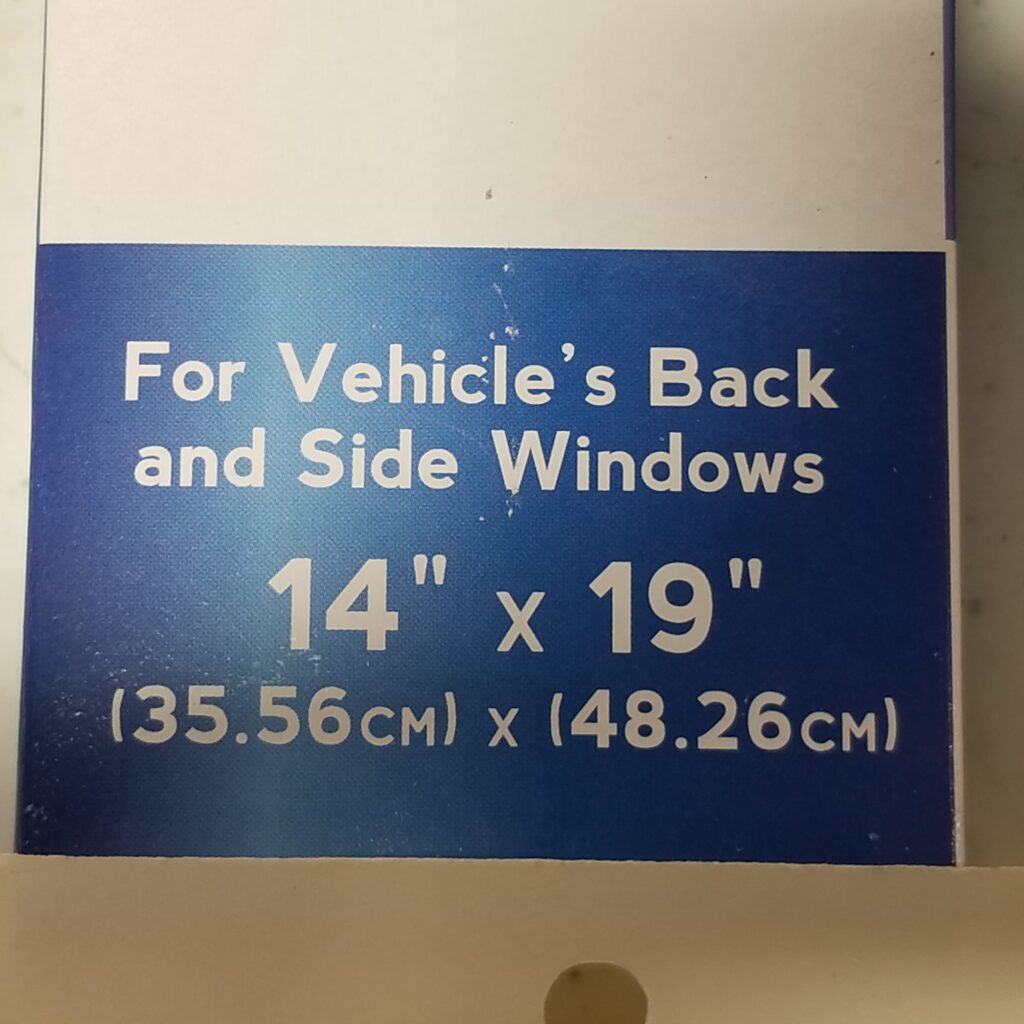 For Vehicle's Back
and Side Windows
14" x 19"
(35.56CM) x (48.26CM)